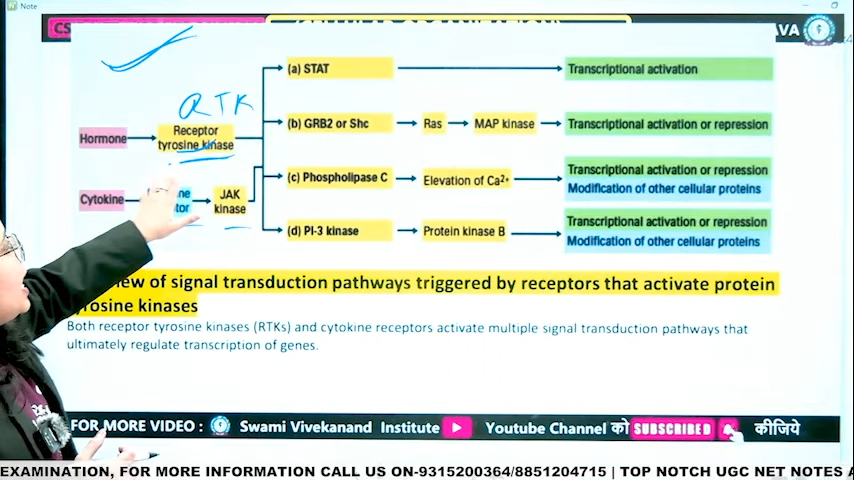 Note
CS
VA
RTK
(a) STAT
Transcriptional activation
(b) GRB2 or Shc
Ras
MAP kinase
Transcriptional activation or repression
Hormone
Receptor
tyrosine kinase
(c) Phospholipase C
Elevation of Ca²⁺
Transcriptional activation or repression
Modification of other cellular proteins
Cytokine
JAK
kinase
(d) PI-3 kinase
Protein kinase B
Transcriptional activation or repression
Modification of other cellular proteins
ew of signal transduction pathways triggered by receptors that activate protein
tyrosine kinases
Both receptor tyrosine kinases (RTKs) and cytokine receptors activate multiple signal transduction pathways that
ultimately regulate transcription of genes.
FOR MORE VIDEO : Swami Vivekanand Institute Youtube Channel को SUBSCRIBED कीजिये
EXAMINATION, FOR MORE INFORMATION CALL US ON-9315200364/8851204715 | TOP NOTCH UGC NET NOTES A